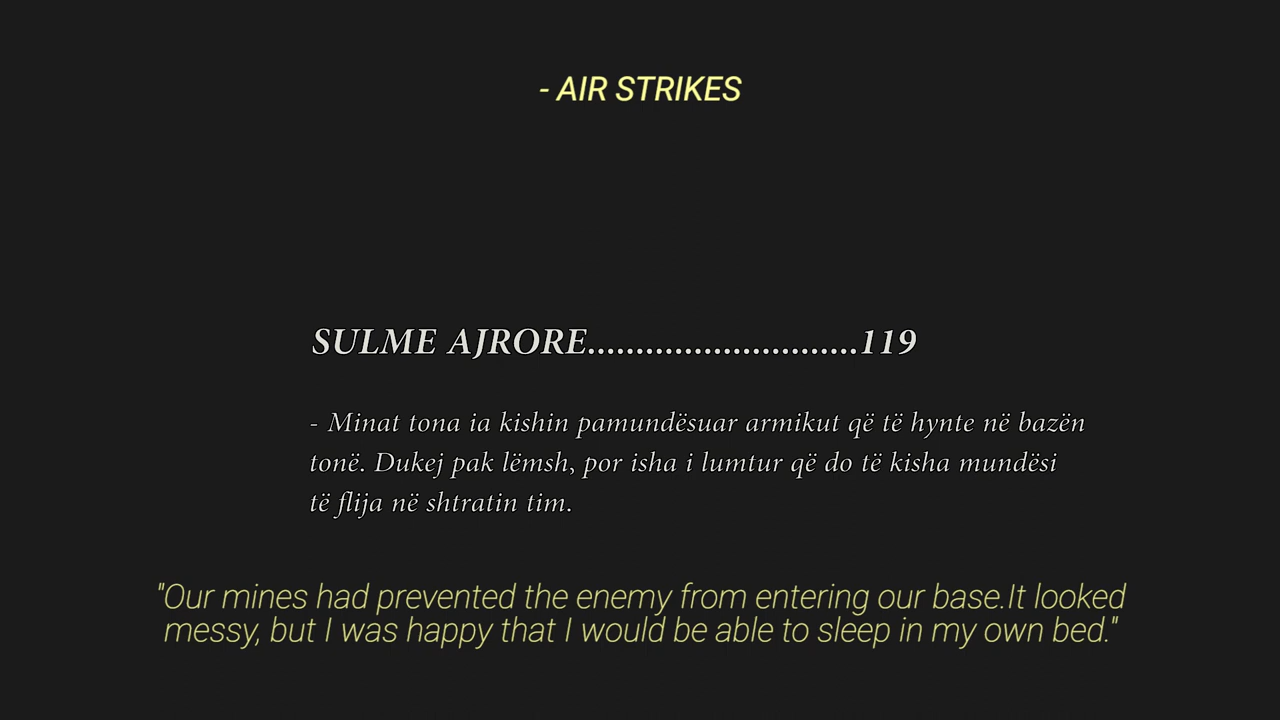 - AIR STRIKES
SULME AJRORE............................119
- Minat tona ia kishin pamundësuar armikut që të hynte në bazën
tonë. Dukej pak lëmsh, por isha i lumtur që do të kisha mundësi
të flija në shtratin tim.
"Our mines had prevented the enemy from entering our base.It looked
messy, but I was happy that I would be able to sleep in my own bed."